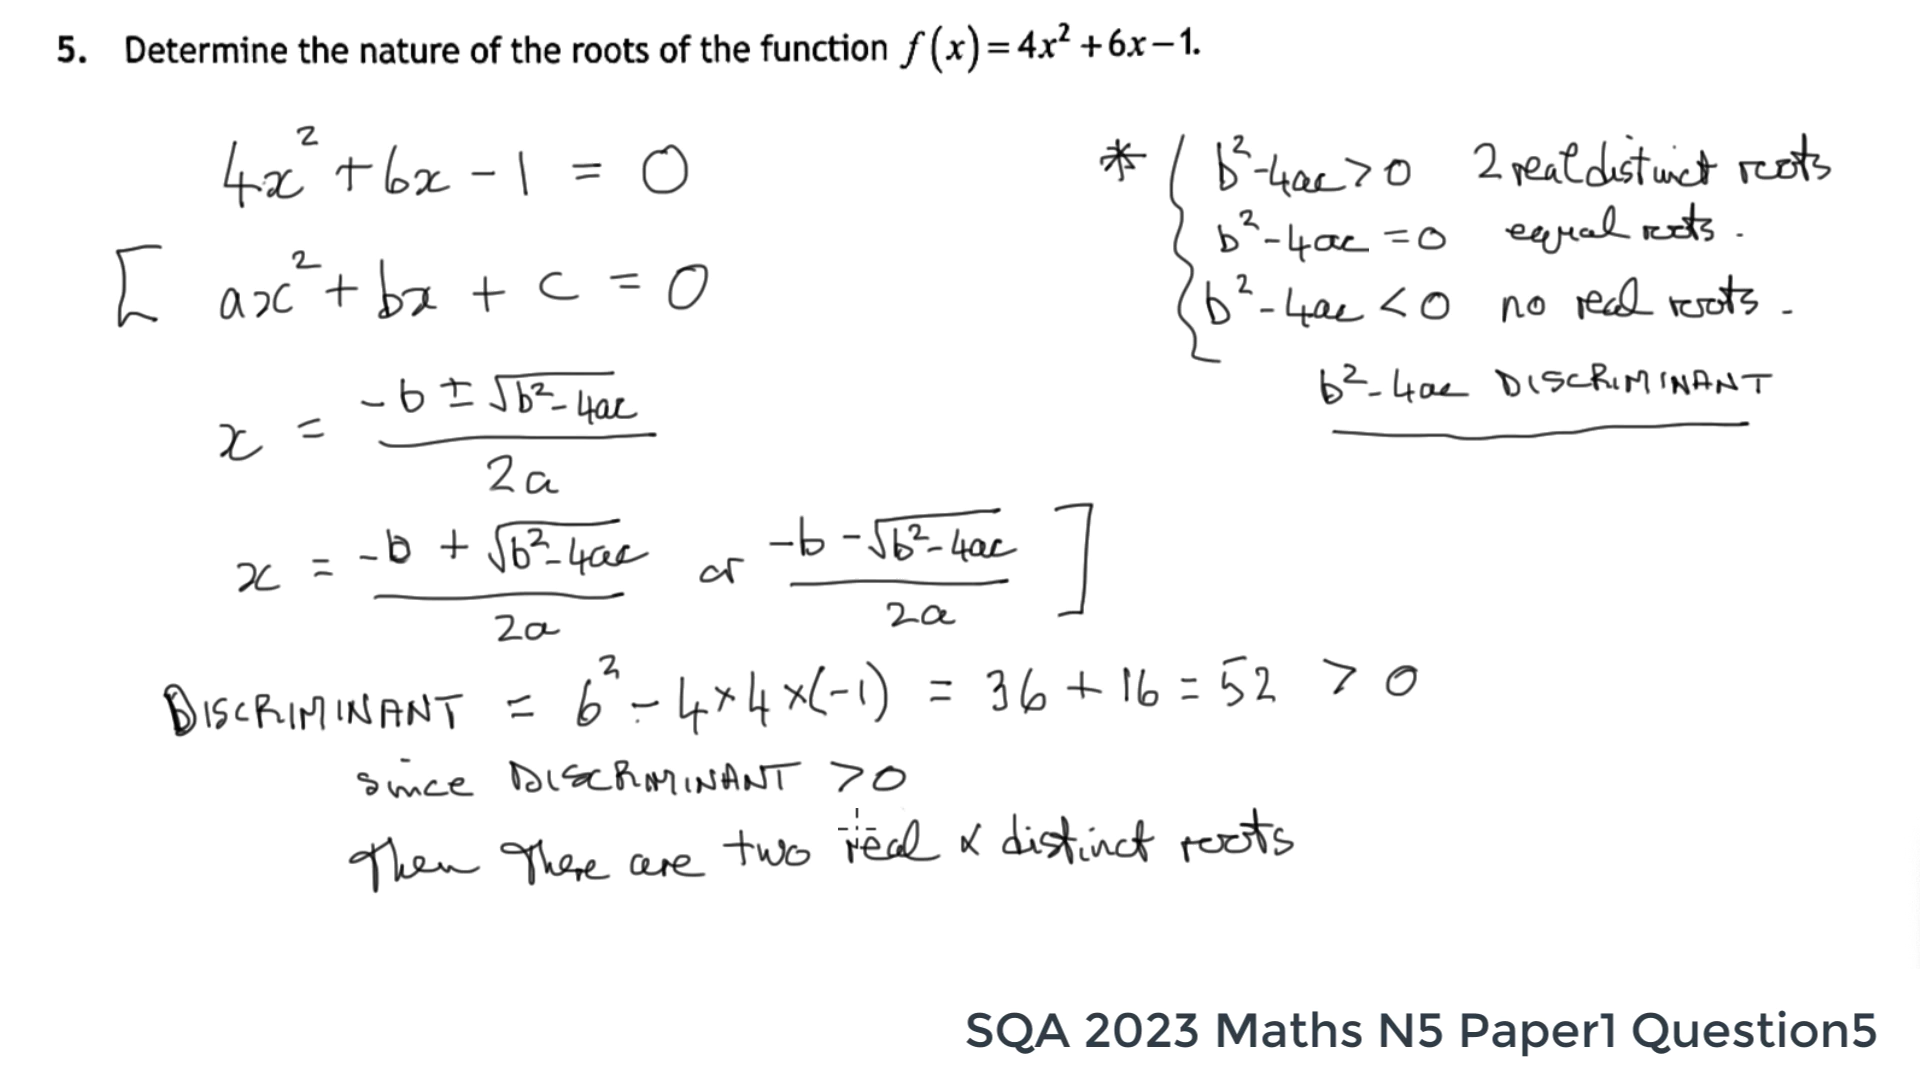 5. Determine the nature of the roots of the function f(x) = 4x² + 6x − 1.
4x² + 6x − 1 = 0
[ ax² + bx + c = 0
x = (−b ± √(b² − 4ac)) / 2a
x = (−b + √(b² − 4ac)) / 2a or (−b − √(b² − 4ac)) / 2a ]
* { b² − 4ac > 0 2 real distinct roots
b² − 4ac = 0 equal roots.
b² − 4ac < 0 no real roots.
b² − 4ac DISCRIMINANT
DISCRIMINANT = 6² − 4 × 4 × (−1) = 36 + 16 = 52 > 0
since DISCRIMINANT > 0
Then There are two real & distinct roots
SQA 2023 Maths N5 Paper1 Question5